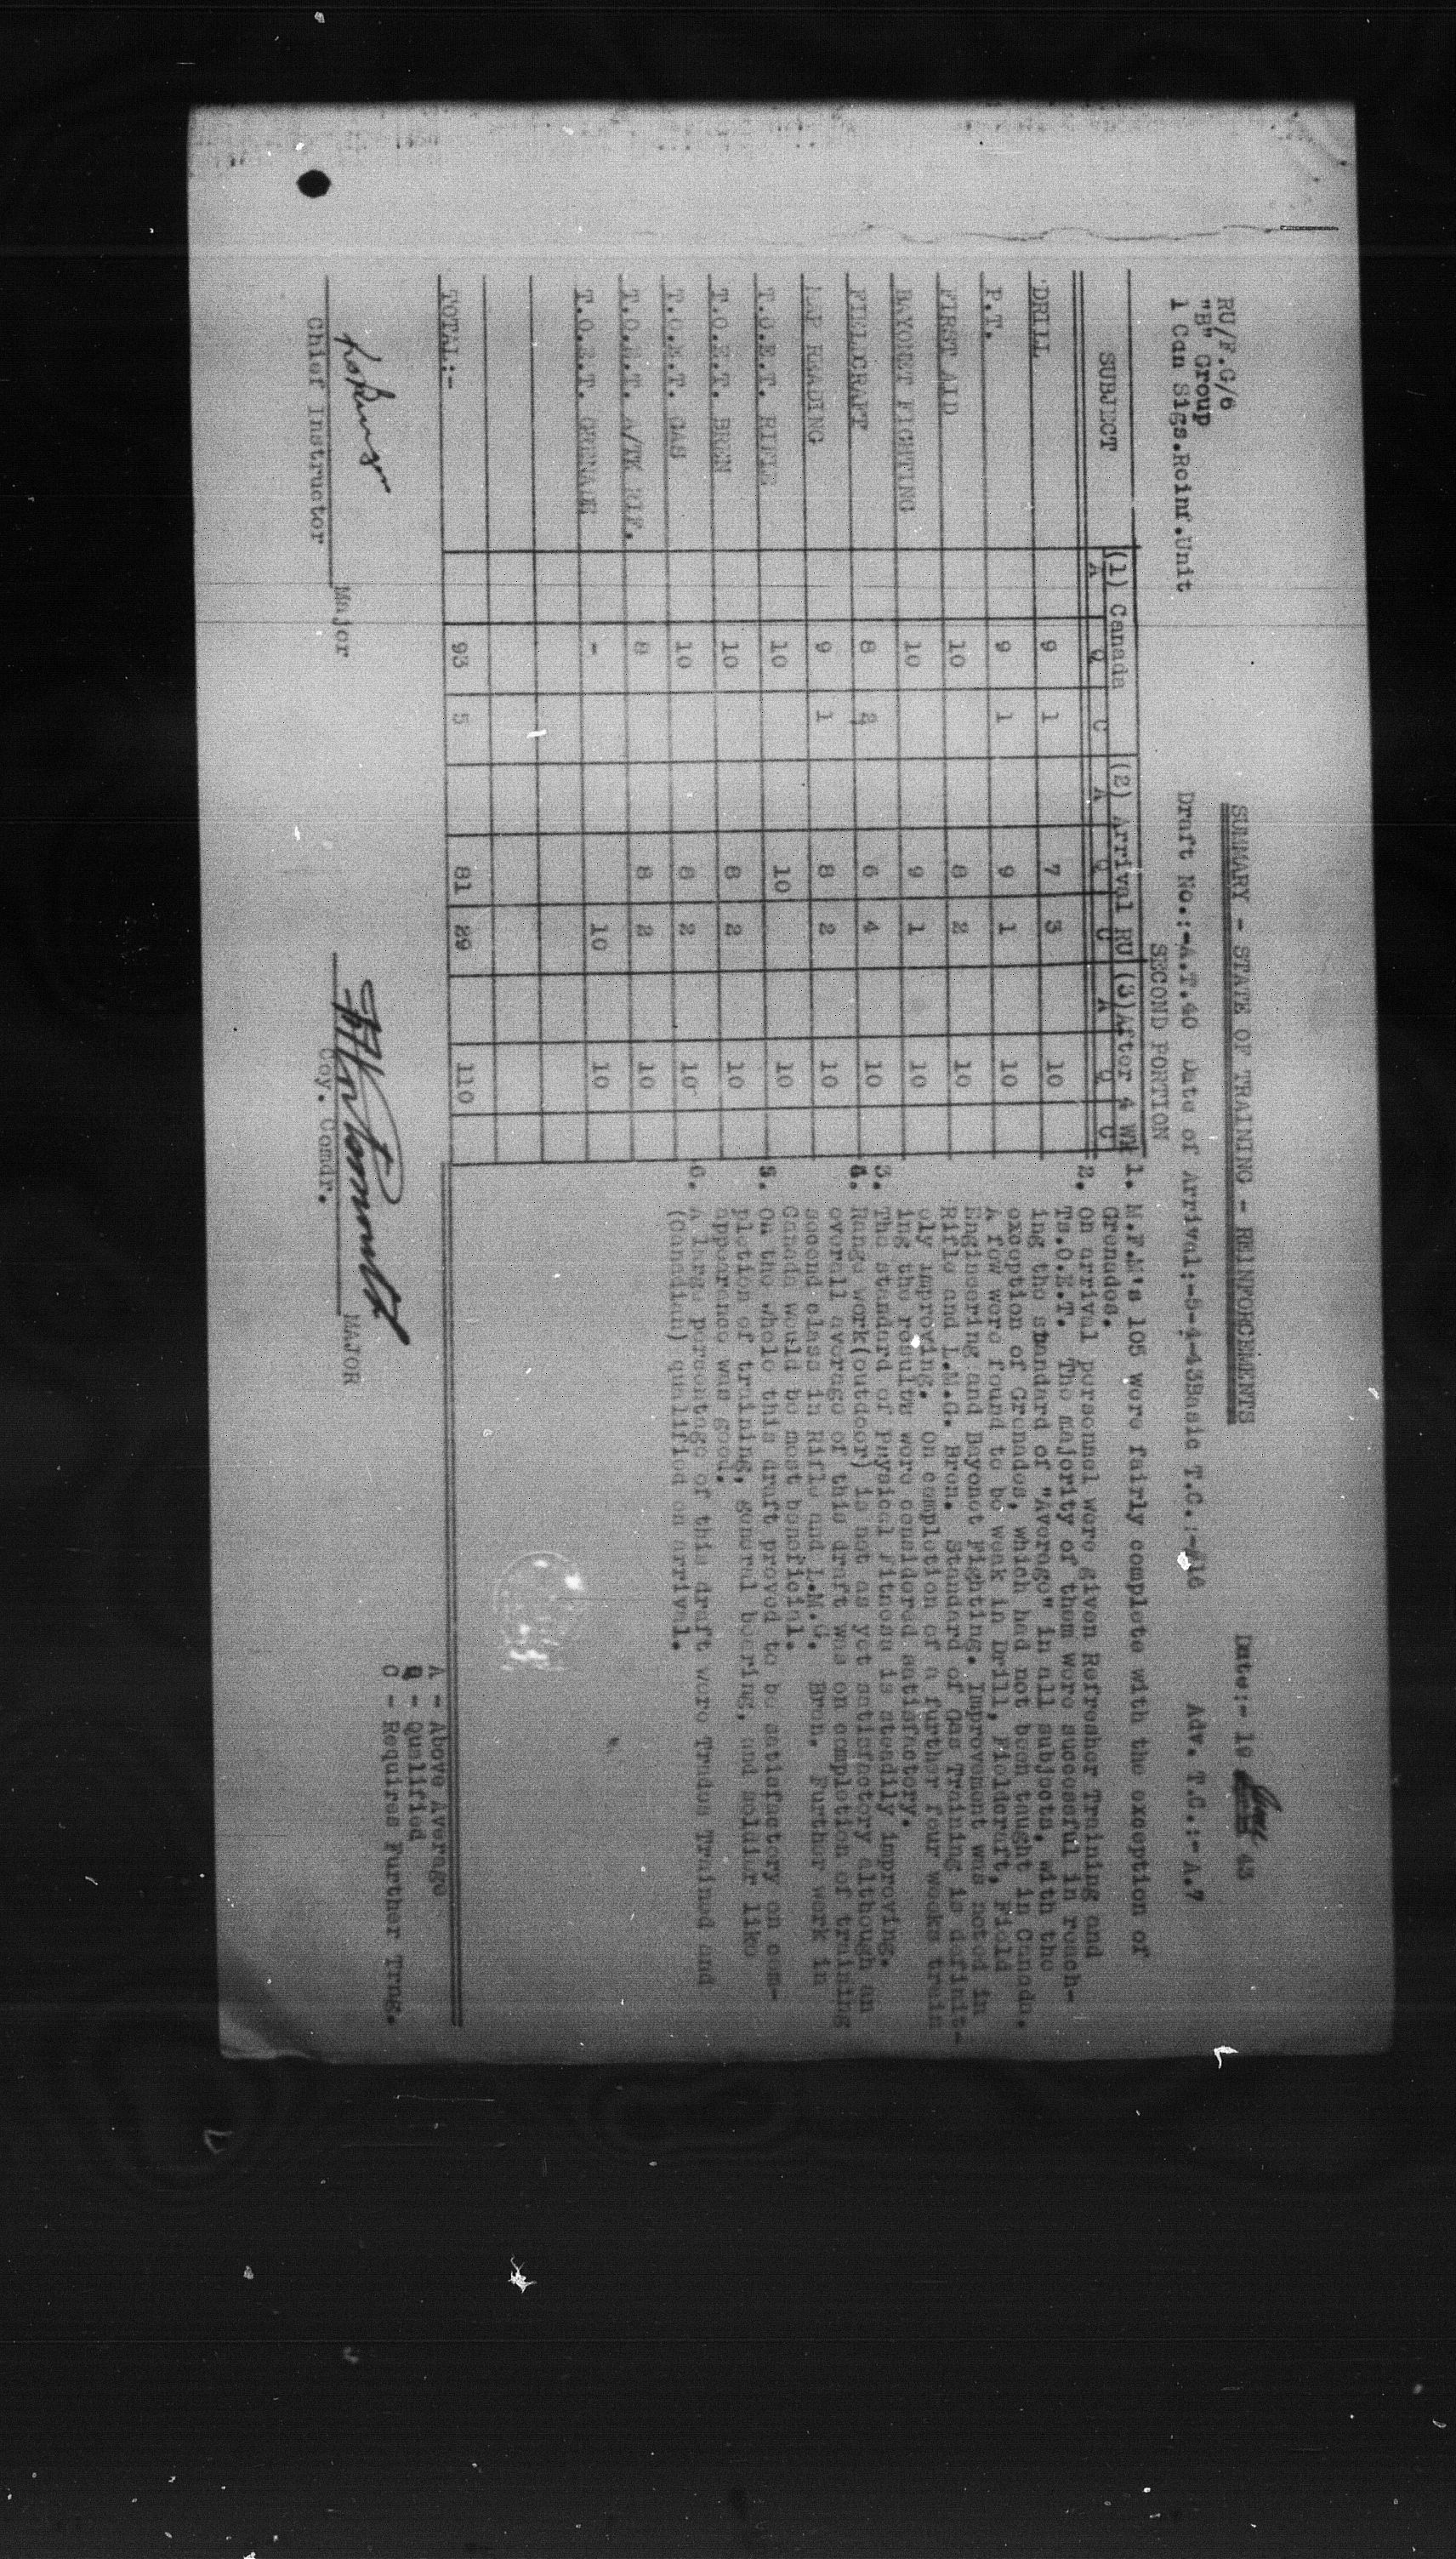 SUMMARY - STATE OF TRAINING - REINFORCEMENTS
Date:- 19 June 43
RU/F.G/6
"B" Group
1 Can Sigs.Reinf.Unit
Draft No.:-A.T.40 Date of Arrival:-5-4-43Basic T.C.:- Adv. T.C.:- A.7
SECOND PORTION
SUBJECT (1) Canada (2) Arrival RU (3)After 4 Wk
A Q C A Q C A Q C
DRILL 9 1 7 3 10
P.T. 9 1 9 1 10
FIRST AID 10 8 2 10
BAYONET FIGHTING 10 9 1 10
FIELDCRAFT 8 2 6 4 10
MAP READING 9 1 8 2 10
T.O.E.T. RIFLE 10 10 10
T.O.E.T. BREN 10 8 2 10
T.O.E.T. GAS 10 8 2 10
T.O.E.T. A/TK RIF. 8 8 2 10
T.O.E.T. GRENADE - 10 10
TOTAL:- 93 5 81 29 110
1. M.F.M's 105 were fairly complete with the exception of
Grenades.
2. On arrival personnel were given Refresher Training and
Ts.O.E.T. The majority of them were successful in reach-
ing the standard of "Average" in all subjects, with the
exception of Grenades, which had not been taught in Canada.
A few were found to be weak in Drill, Fieldcraft, Field
Engineering and Bayonet Fighting. Improvement was noted in
Rifle and L.M.G. Bren. Standard of Gas Training is definit-
ely improving. On completion of a further four weeks train
ing the results were considered satisfactory.
3. The standard of Physical Fitness is steadily improving.
4. Range work(outdoor) is not as yet satisfactory although an
overall average of this draft was on completion of training
second class in Rifle and L.M.G. Bren. Further work in
Canada would be most beneficial.
5. On the whole this draft proved to be satisfactory on com-
pletion of training, general bearing, and soldier like
appearance was good.
6. A large percentage of this draft were Trades Trained and
(Canadian) qualified on arrival.
A - Above Average
Q - Qualified
C - Requires Further Trng.
Major
Chief Instructor
MAJOR
Coy. Comdr.